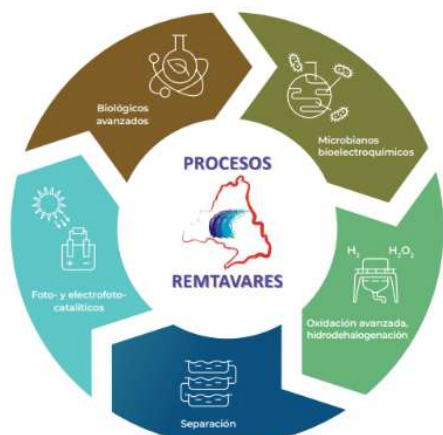 Biológicos
avanzados
Microbianos
bioelectroquímicos
PROCESOS
REMTAVARES
H₂ H₂O₂
Oxidación avanzada,
hidrodehalogenación
Foto- y electrofoto-
catalíticos
Separación